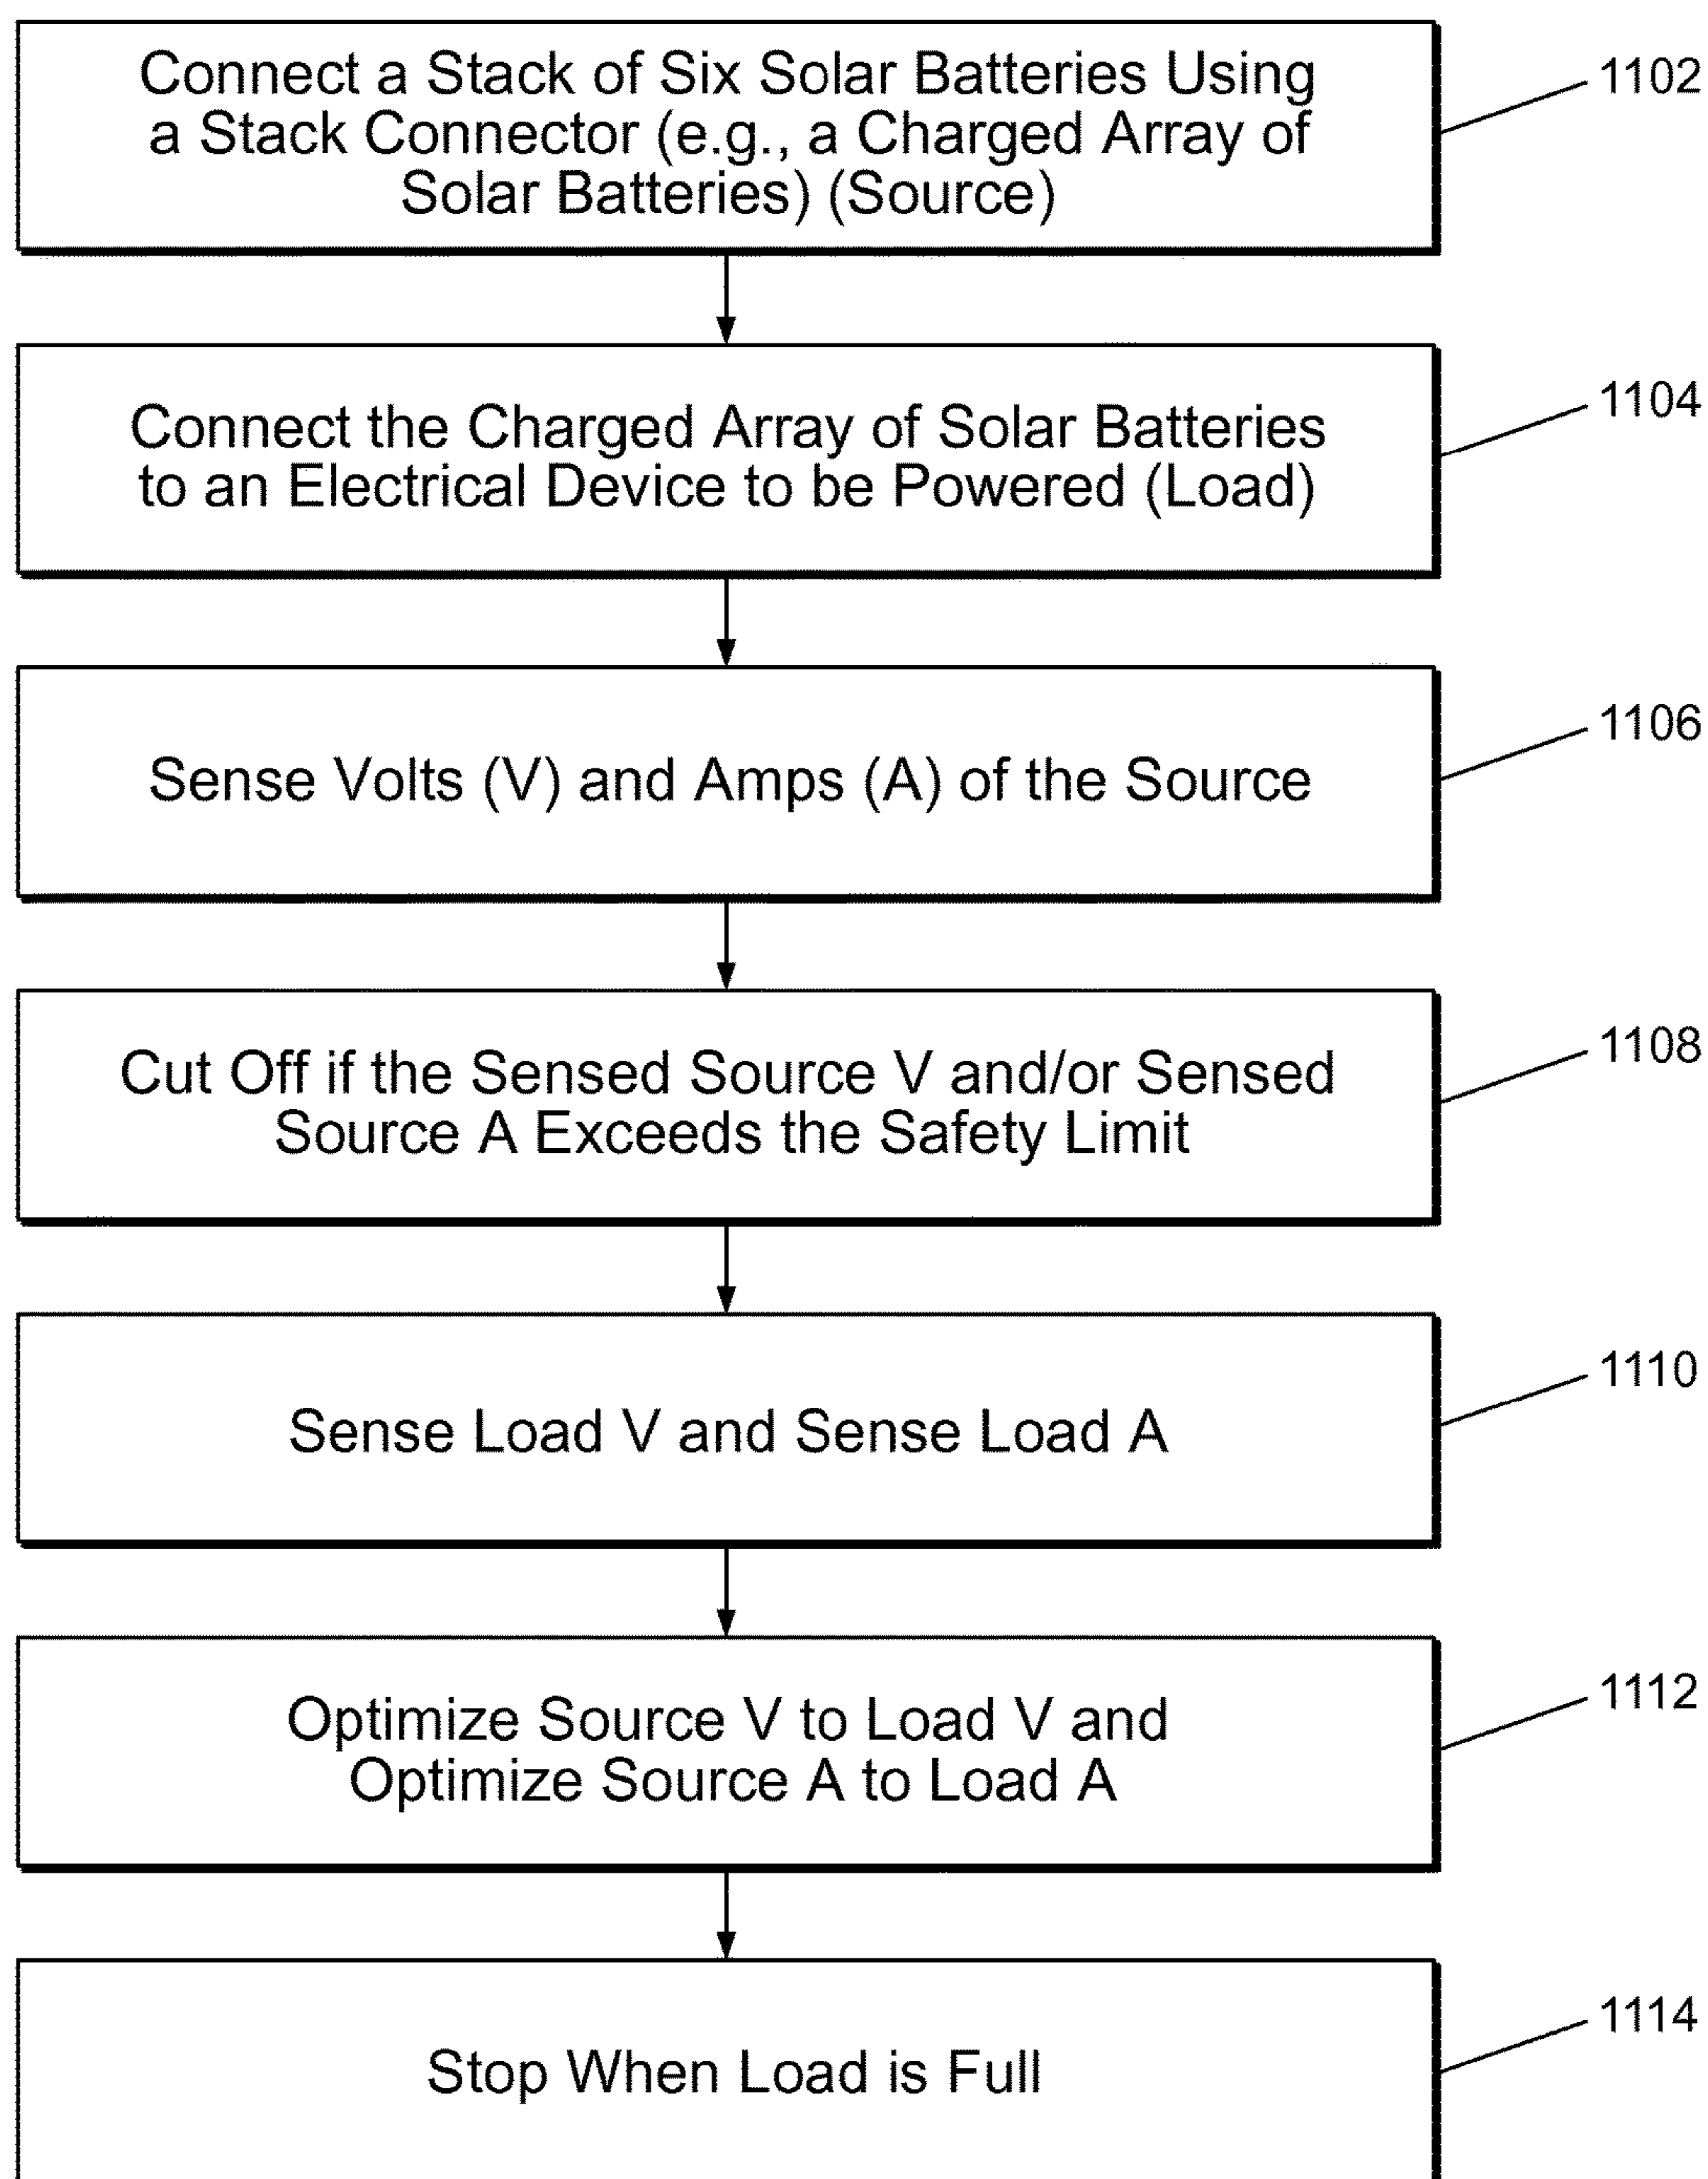 Connect a Stack of Six Solar Batteries Using
a Stack Connector (e.g., a Charged Array of
Solar Batteries) (Source)
1102
Connect the Charged Array of Solar Batteries
to an Electrical Device to be Powered (Load)
1104
Sense Volts (V) and Amps (A) of the Source
1106
Cut Off if the Sensed Source V and/or Sensed
Source A Exceeds the Safety Limit
1108
Sense Load V and Sense Load A
1110
Optimize Source V to Load V and
Optimize Source A to Load A
1112
Stop When Load is Full
1114